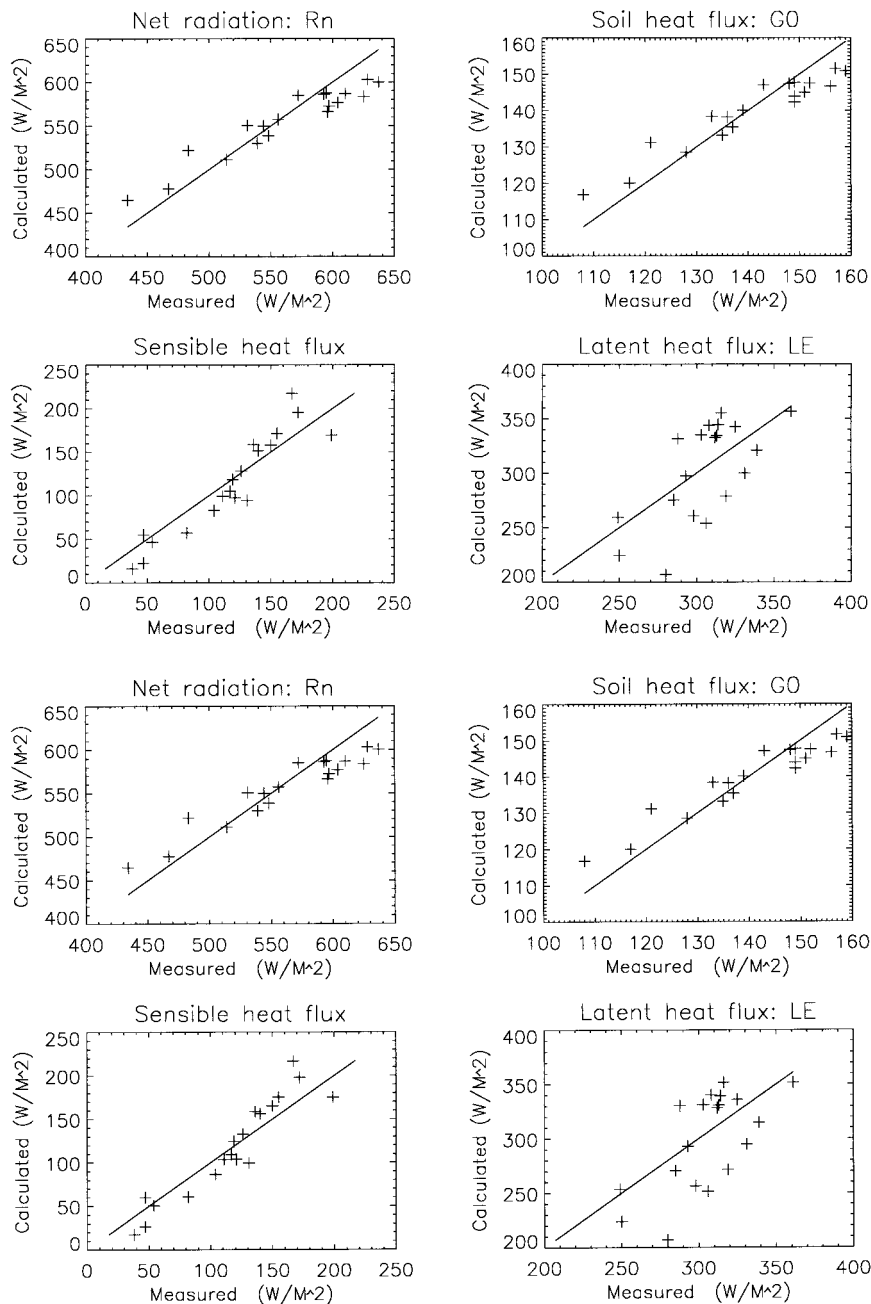 Net radiation: Rn
Calculated (W/M^2)
650
600
550
500
450
400
400 450 500 550 600 650
Measured (W/M^2)
Soil heat flux: G0
Calculated (W/M^2)
160
150
140
130
120
110
100
100 110 120 130 140 150 160
Measured (W/M^2)
Sensible heat flux
Calculated (W/M^2)
250
200
150
100
50
0
0 50 100 150 200 250
Measured (W/M^2)
Latent heat flux: LE
Calculated (W/M^2)
400
350
300
250
200
200 250 300 350 400
Measured (W/M^2)
Net radiation: Rn
Calculated (W/M^2)
650
600
550
500
450
400
400 450 500 550 600 650
Measured (W/M^2)
Soil heat flux: G0
Calculated (W/M^2)
160
150
140
130
120
110
100
100 110 120 130 140 150 160
Measured (W/M^2)
Sensible heat flux
Calculated (W/M^2)
250
200
150
100
50
0
0 50 100 150 200 250
Measured (W/M^2)
Latent heat flux: LE
Calculated (W/M^2)
400
350
300
250
200
200 250 300 350 400
Measured (W/M^2)